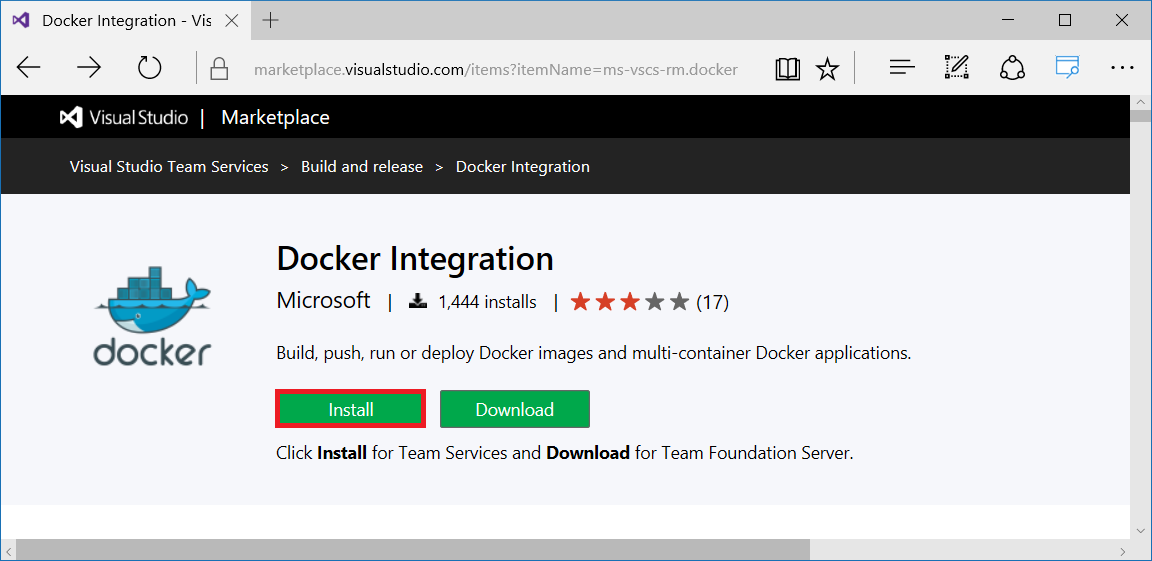 Docker Integration - Vis
marketplace.visualstudio.com/items?itemName=ms-vscs-rm.docker
Visual Studio | Marketplace
Visual Studio Team Services > Build and release > Docker Integration
docker
Docker Integration
Microsoft | 1,444 installs | (17)
Build, push, run or deploy Docker images and multi-container Docker applications.
Install Download
Click Install for Team Services and Download for Team Foundation Server.